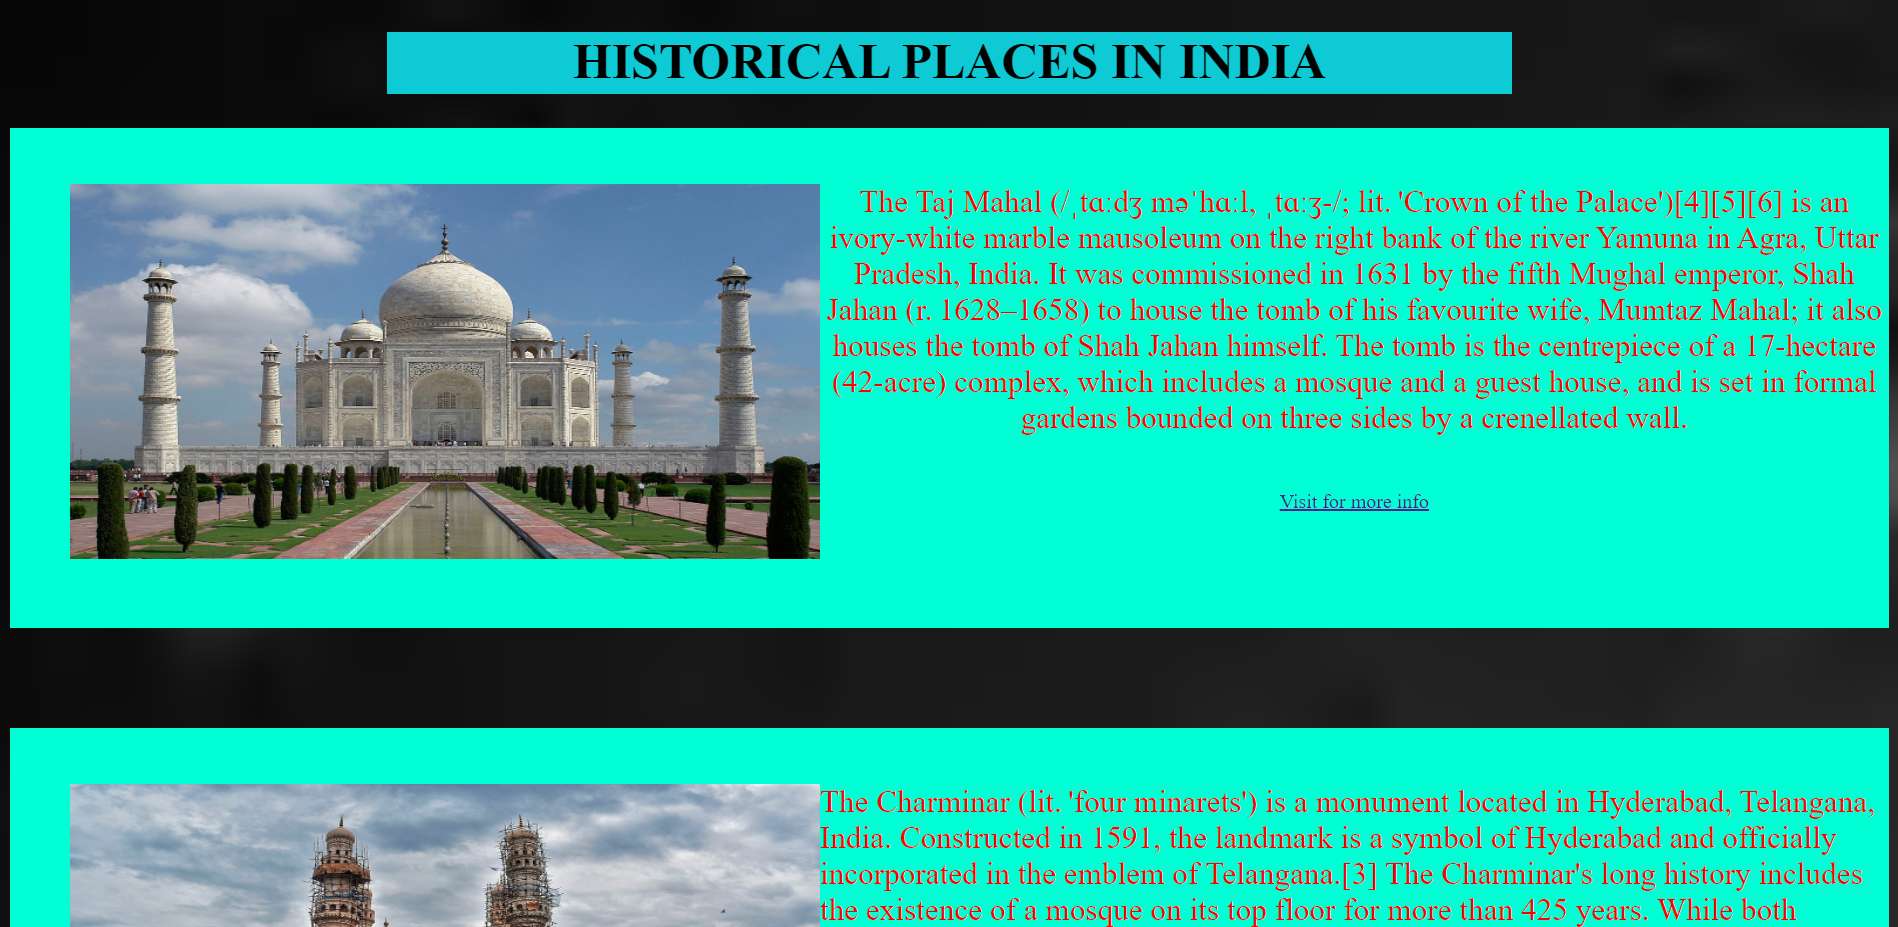 HISTORICAL PLACES IN INDIA
The Taj Mahal (/ˌtɑːdʒ məˈhɑːl, ˌtɑːʒ-/; lit. 'Crown of the Palace')[4][5][6] is an
ivory-white marble mausoleum on the right bank of the river Yamuna in Agra, Uttar
Pradesh, India. It was commissioned in 1631 by the fifth Mughal emperor, Shah
Jahan (r. 1628–1658) to house the tomb of his favourite wife, Mumtaz Mahal; it also
houses the tomb of Shah Jahan himself. The tomb is the centrepiece of a 17-hectare
(42-acre) complex, which includes a mosque and a guest house, and is set in formal
gardens bounded on three sides by a crenellated wall.
Visit for more info
The Charminar (lit. 'four minarets') is a monument located in Hyderabad, Telangana,
India. Constructed in 1591, the landmark is a symbol of Hyderabad and officially
incorporated in the emblem of Telangana.[3] The Charminar's long history includes
the existence of a mosque on its top floor for more than 425 years. While both